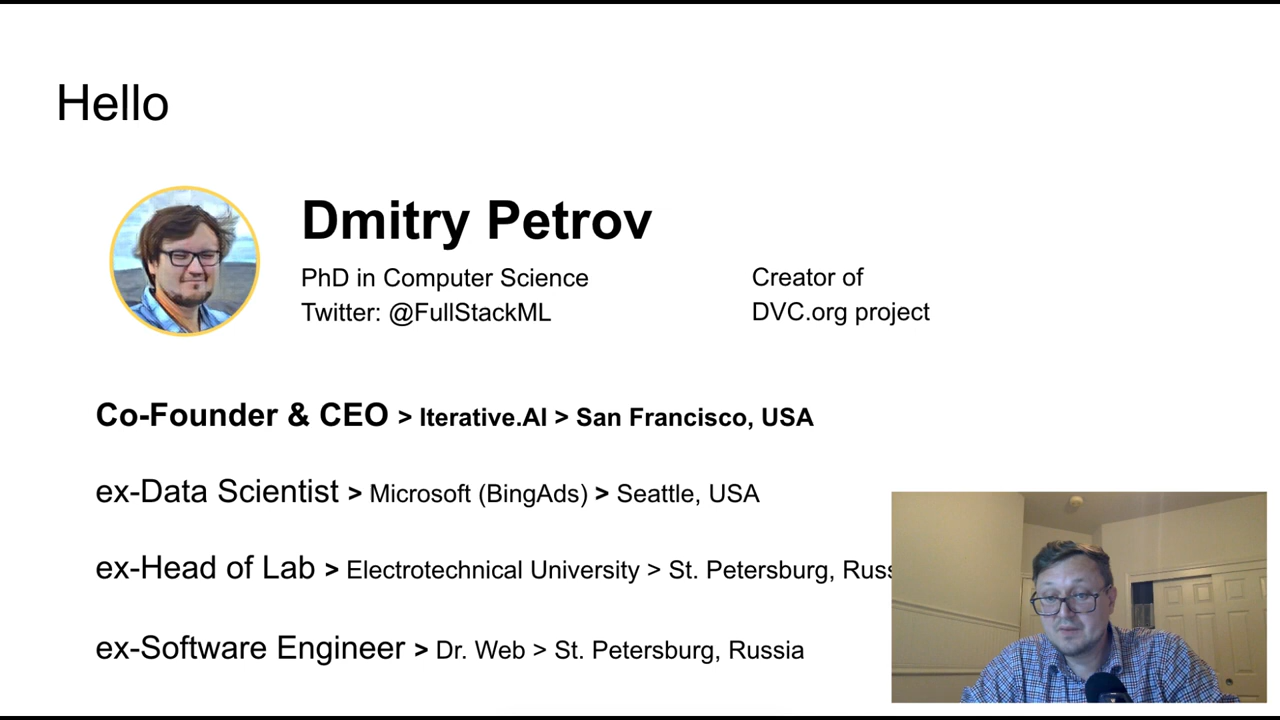 Hello
Dmitry Petrov
PhD in Computer Science
Twitter: @FullStackML
Creator of
DVC.org project
Co-Founder & CEO > Iterative.AI > San Francisco, USA
ex-Data Scientist > Microsoft (BingAds) > Seattle, USA
ex-Head of Lab > Electrotechnical University > St. Petersburg,
ex-Software Engineer > Dr. Web > St. Petersburg, Russia